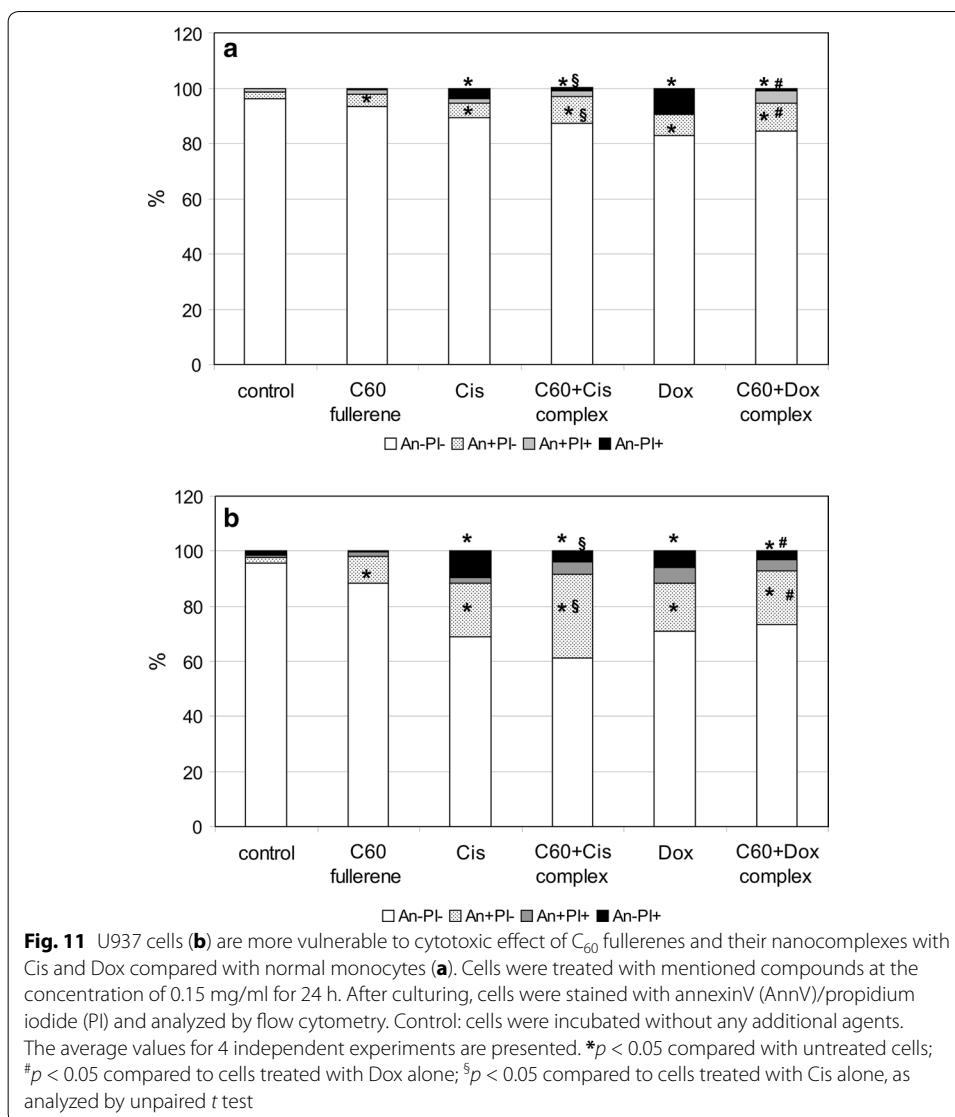 a
120
100
80
60
40
20
0
%
* * *§ * *#
* * *§ * *#
control C60 fullerene Cis C60+Cis complex Dox C60+Dox complex
An-PI- An+PI- An+PI+ An-PI+
b
120
100
80
60
40
20
0
%
* *§ * *#
* * *§ * *#
control C60 fullerene Cis C60+Cis complex Dox C60+Dox complex
An-PI- An+PI- An+PI+ An-PI+
Fig. 11 U937 cells (b) are more vulnerable to cytotoxic effect of C₆₀ fullerenes and their nanocomplexes with
Cis and Dox compared with normal monocytes (a). Cells were treated with mentioned compounds at the
concentration of 0.15 mg/ml for 24 h. After culturing, cells were stained with annexinV (AnnV)/propidium
iodide (PI) and analyzed by flow cytometry. Control: cells were incubated without any additional agents.
The average values for 4 independent experiments are presented. *p < 0.05 compared with untreated cells;
#p < 0.05 compared to cells treated with Dox alone; §p < 0.05 compared to cells treated with Cis alone, as
analyzed by unpaired t test